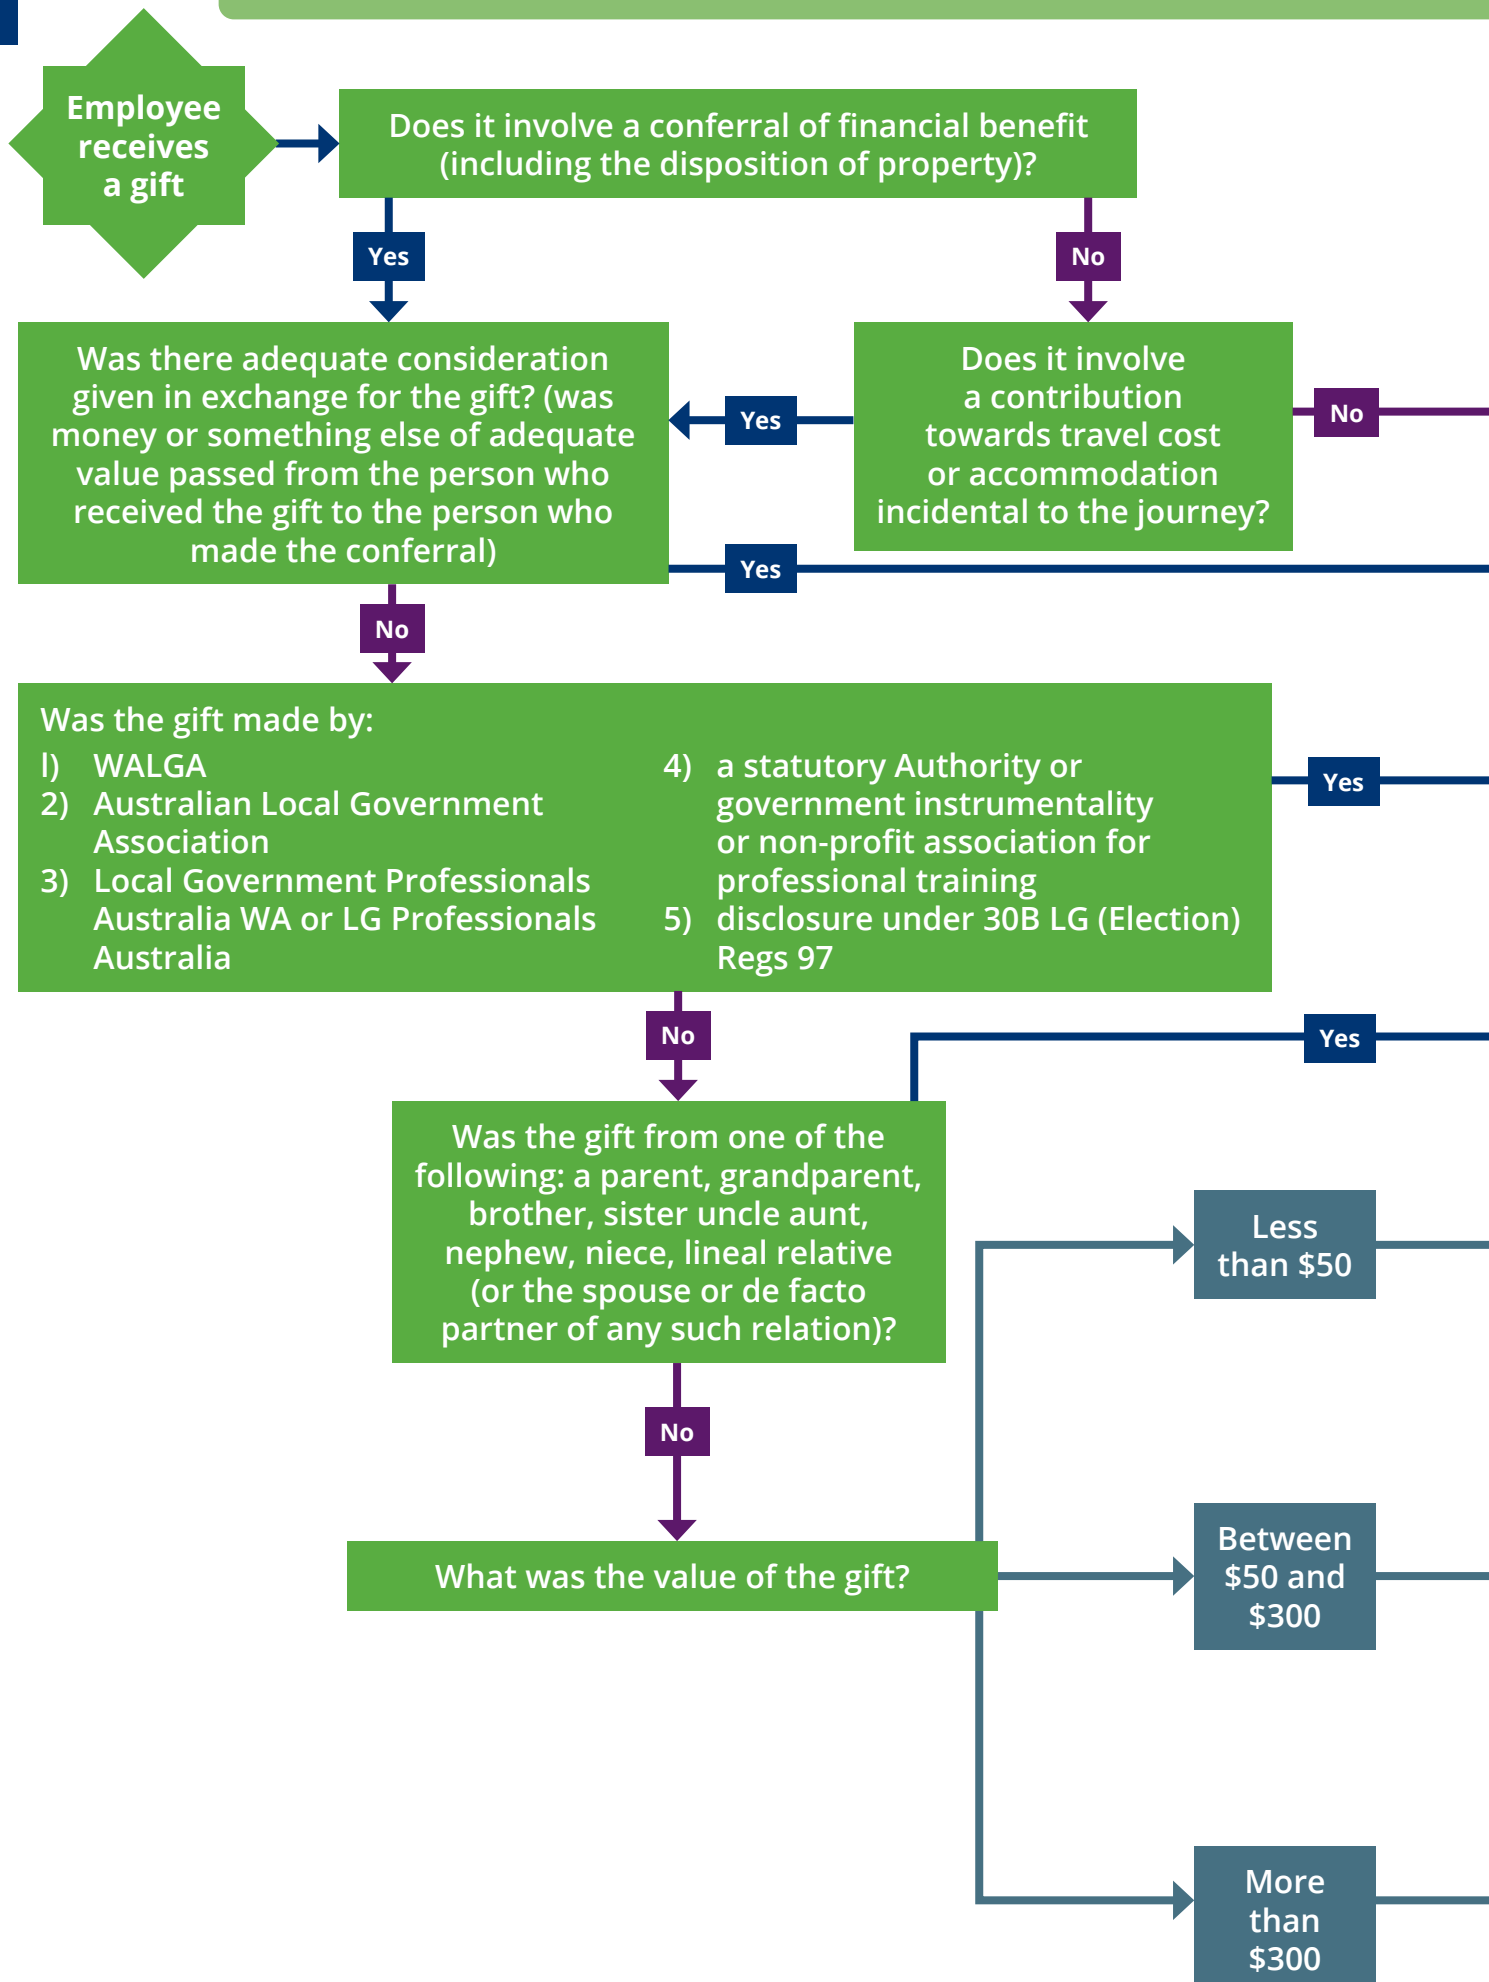 Employee
receives
a gift
Does it involve a conferral of financial benefit
(including the disposition of property)?
Yes
No
Was there adequate consideration
given in exchange for the gift? (was
money or something else of adequate
value passed from the person who
received the gift to the person who
made the conferral)
Yes
Does it involve
a contribution
towards travel cost
or accommodation
incidental to the journey?
No
Yes
No
Was the gift made by:
l) WALGA
2) Australian Local Government
Association
3) Local Government Professionals
Australia WA or LG Professionals
Australia
4) a statutory Authority or
government instrumentality
or non-profit association for
professional training
5) disclosure under 30B LG (Election)
Regs 97
Yes
No
Yes
Was the gift from one of the
following: a parent, grandparent,
brother, sister uncle aunt,
nephew, niece, lineal relative
(or the spouse or de facto
partner of any such relation)?
Less
than $50
No
What was the value of the gift?
Between
$50 and
$300
More
than
$300